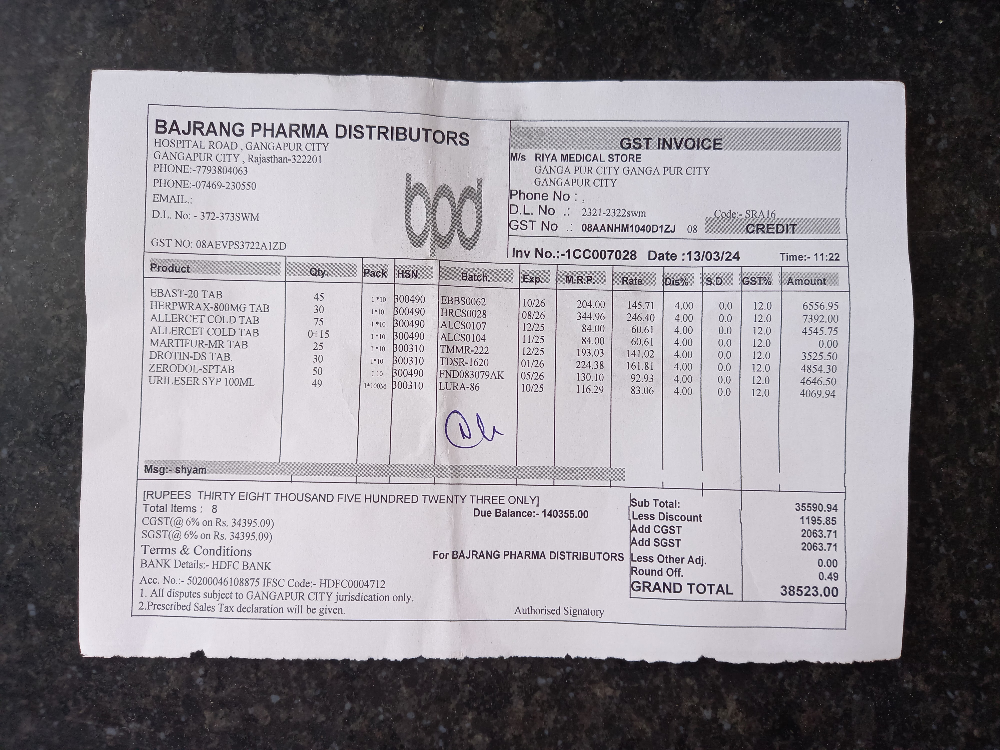 BAJRANG PHARMA DISTRIBUTORS
HOSPITAL ROAD , GANGAPUR CITY
GANGAPUR CITY , Rajasthan-322201
PHONE:-7793804063
PHONE:-07469-230550
EMAIL.:
D.L. No: - 372-373SWM
GST NO: 08AEVPS3722A1ZD
bpd
GST INVOICE
M/s RIYA MEDICAL STORE
GANGA PUR CITY GANGA PUR CITY
GANGAPUR CITY
Phone No : .
D.L. No .: 2321-2322swm Code:- SRA16
GST No .: 08AANHM1040D1ZJ 08 CREDIT
Inv No.:-1CC007028 Date :13/03/24 Time:- 11:22
Product Qty. Pack HSN Batch. Exp. M.R.P. Rate Dis% S.D. GST% Amount
EBAST-20 TAB 45 1*10 300490 EBBS0062 10/26 204.00 145.71 4.00 0.0 12.0 6556.95
HERPWRAX-800MG TAB 30 1*10 300490 HRCS0028 08/26 344.96 246.40 4.00 0.0 12.0 7392.00
ALLERCET COLD TAB 75 1*10 300490 ALCS0107 12/25 84.00 60.61 4.00 0.0 12.0 4545.75
ALLERCET COLD TAB 0+15 1*10 300490 ALCS0104 11/25 84.00 60.61 4.00 0.0 12.0 0.00
MARTIFUR-MR TAB 25 1*10 300310 TMMR-222 12/25 193.03 141.02 4.00 0.0 12.0 3525.50
DROTIN-DS TAB. 30 1*10 300310 TDSR-1620 01/26 224.38 161.81 4.00 0.0 12.0 4854.30
ZERODOL-SPTAB 50 300490 FND083079AK 05/26 130.10 92.93 4.00 0.0 12.0 4646.50
URILESER SYP 100ML 49 300310 LURA-86 10/25 116.29 83.06 4.00 0.0 12.0 4069.94
Msg:- shyam
[RUPEES THIRTY EIGHT THOUSAND FIVE HUNDRED TWENTY THREE ONLY]
Total Items : 8 Due Balance:- 140355.00
CGST(@ 6% on Rs. 34395.09)
SGST(@ 6% on Rs. 34395.09)
Terms & Conditions
BANK Details:- HDFC BANK
For BAJRANG PHARMA DISTRIBUTORS
Acc. No.:- 50200046108875 IFSC Code:- HDFC0004712
1. All disputes subject to GANGAPUR CITY jurisdication only.
2.Prescribed Sales Tax declaration will be given.
Authorised Signatory
Sub Total: 35590.94
Less Discount 1195.85
Add CGST 2063.71
Add SGST 2063.71
Less Other Adj. 0.00
Round Off. 0.49
GRAND TOTAL 38523.00